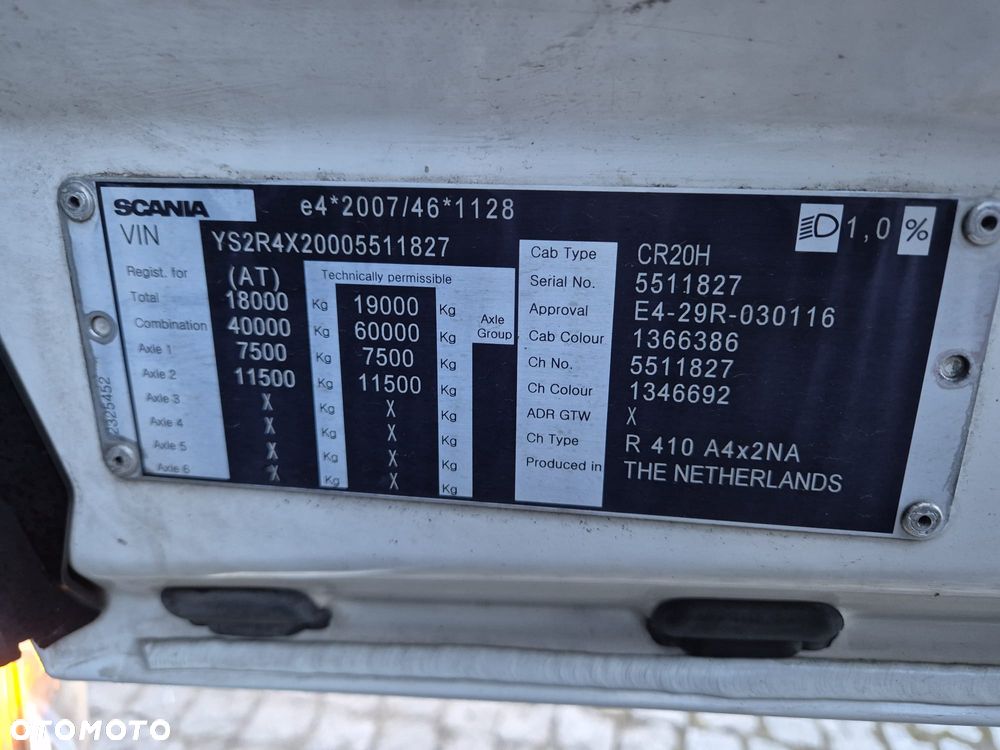 SCANIA e4*2007/46*1128 1,0 %
VIN YS2R4X20005511827
Regist. for (AT) Technically permissible
Total 18000 Kg 19000 Kg Axle Group
Combination 40000 Kg 60000 Kg
Axle 1 7500 Kg 7500 Kg
Axle 2 11500 Kg 11500 Kg
Axle 3 X Kg X Kg
Axle 4 X Kg X Kg
Axle 5 X Kg X Kg
Axle 6 X Kg X Kg
Cab Type CR20H
Serial No. 5511827
Approval E4-29R-030116
Cab Colour 1366386
Ch No. 5511827
Ch Colour 1346692
ADR GTW X
Ch Type R 410 A4x2NA
Produced in THE NETHERLANDS
2325452
OTOMOTO